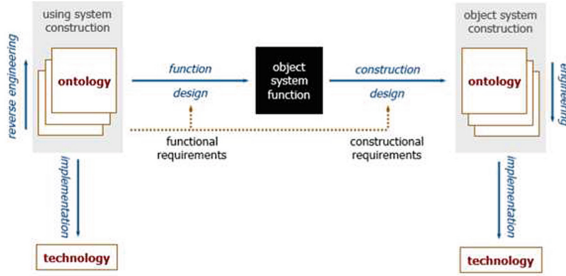 using system
construction
ontology
reverse engineering
implementation
technology
function
design
object
system
function
construction
design
functional
requirements
constructional
requirements
object system
construction
ontology
engineering
implementation
technology